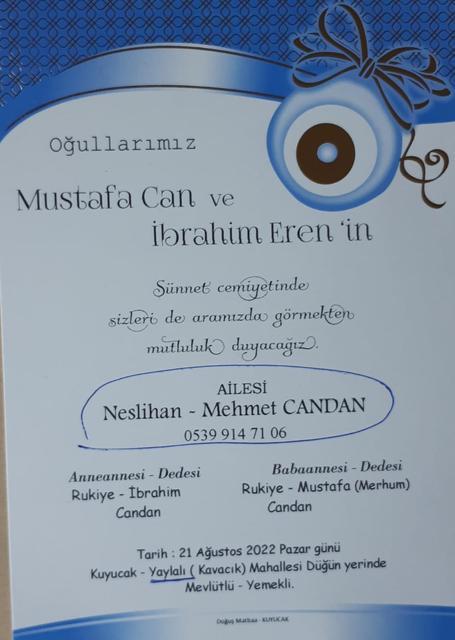 Oğullarımız
Mustafa Can ve
İbrahim Eren 'in
Sünnet cemiyetinde
sizleri de aramızda görmekten
mutluluk duyacağız.
AİLESİ
Neslihan - Mehmet CANDAN
0539 914 71 06
Anneannesi - Dedesi
Rukiye - İbrahim
Candan
Babaannesi - Dedesi
Rukiye - Mustafa (Merhum)
Candan
Tarih : 21 Ağustos 2022 Pazar günü
Kuyucak - Yaylalı ( Kavacık) Mahallesi Düğün yerinde
Mevlütlü - Yemekli.
Doğuş Matbaa - KUYUCAK